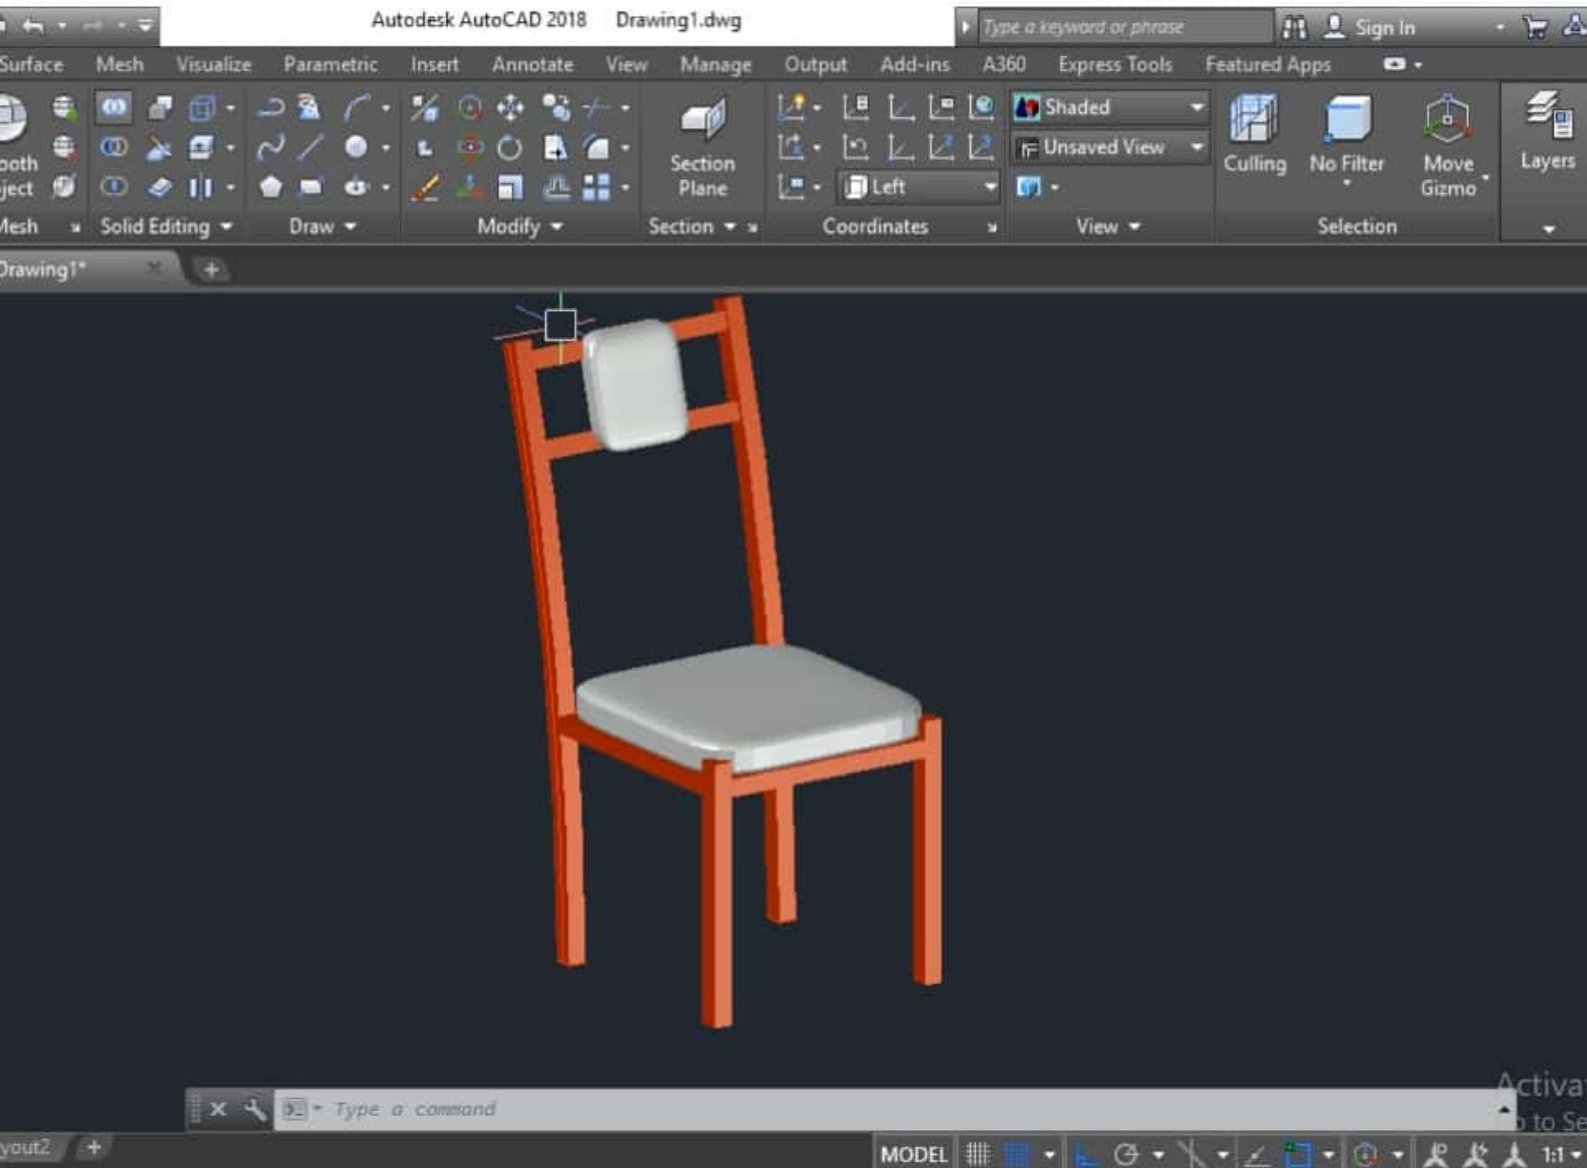 Autodesk AutoCAD 2018 Drawing1.dwg
Type a keyword or phrase
Sign In
Surface Mesh Visualize Parametric Insert Annotate View Manage Output Add-ins A360 Express Tools Featured Apps
Shaded
Unsaved View
Left
Section
Plane
Culling
No Filter
Move
Gizmo
Layers
ooth
ject
Mesh Solid Editing Draw Modify Section Coordinates View Selection
Drawing1*
Type a command
Activa
to Se
yout2
MODEL
1:1